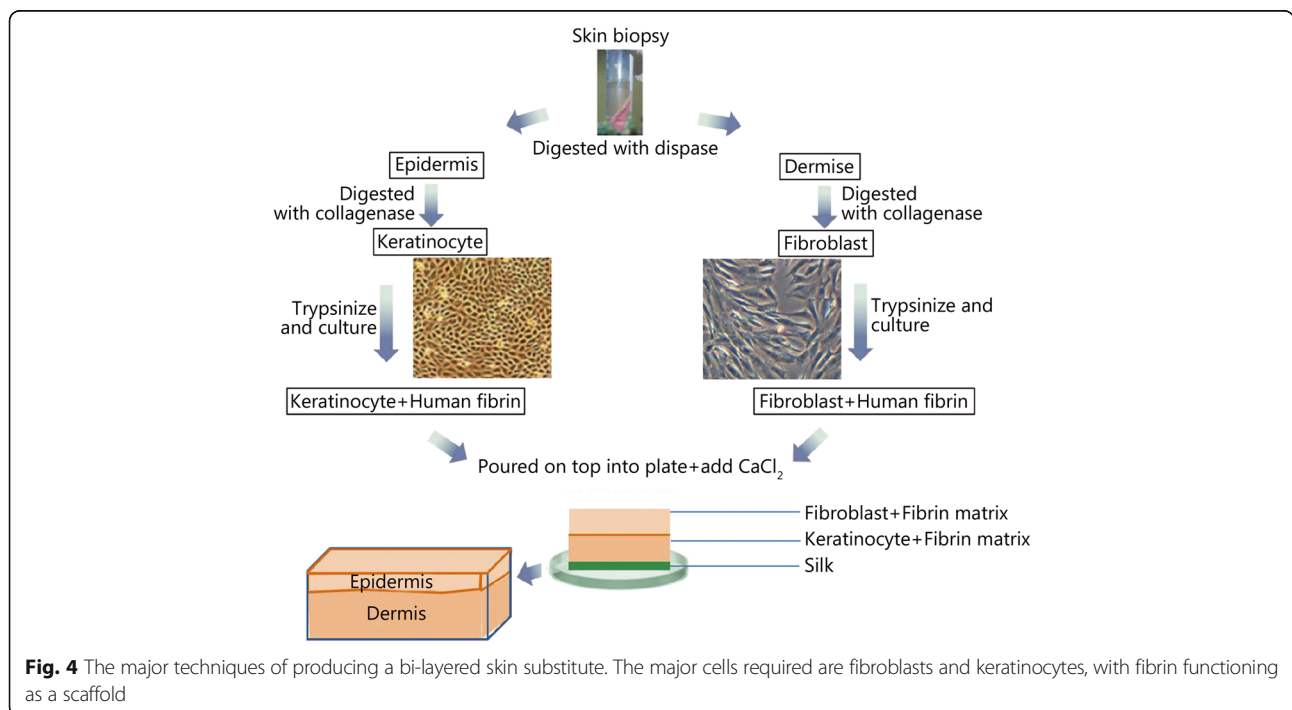 Skin biopsy
Digested with dispase
Epidermis
Dermise
Digested
with collagenase
Digested
with collagenase
Keratinocyte
Fibroblast
Trypsinize
and culture
Trypsinize and
culture
Keratinocyte+Human fibrin
Fibroblast+Human fibrin
Poured on top into plate+add CaCl₂
Fibroblast+Fibrin matrix
Keratinocyte+Fibrin matrix
Silk
Epidermis
Dermis
Fig. 4 The major techniques of producing a bi-layered skin substitute. The major cells required are fibroblasts and keratinocytes, with fibrin functioning
as a scaffold